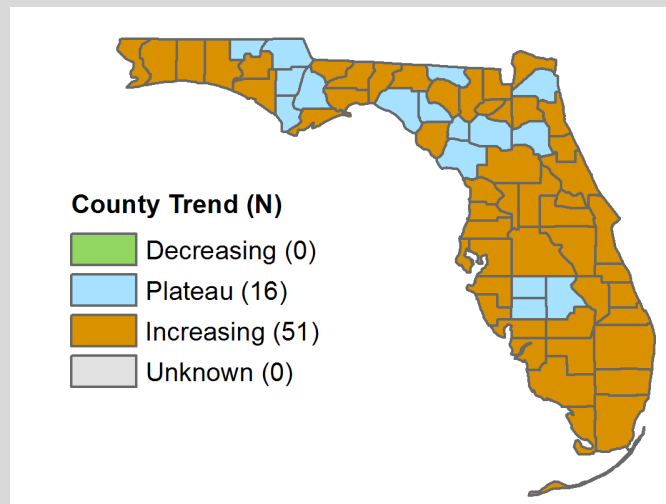 County Trend (N)
Decreasing (0)
Plateau (16)
Increasing (51)
Unknown (0)